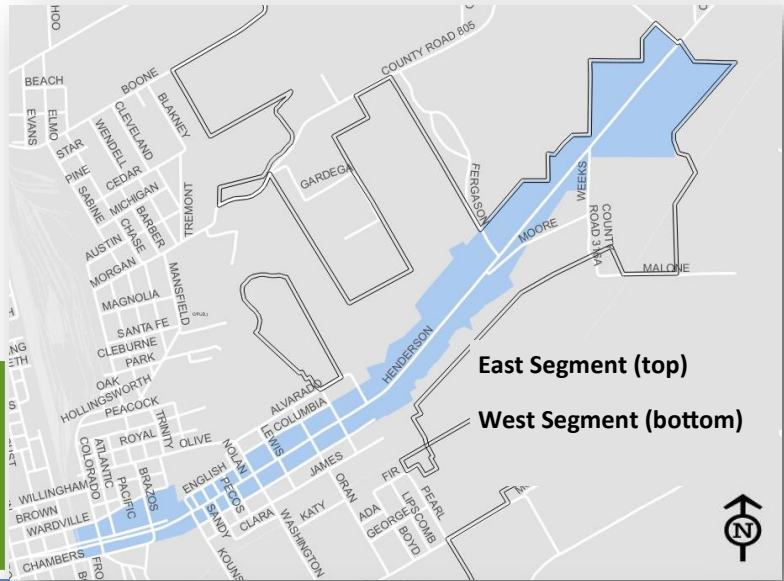 HOO
BEACH
EVANS
ELMO
BOONE
STAR
WENDELL
CLEVELAND
BLAKNEY
PINE
CEDAR
SABINE
MICHIGAN
BARBER
CHASE
AUSTIN
MORGAN
TREMONT
MANSFIELD
MAGNOLIA
SANTA FE
CLEBURNE
PARK
OAK
HOLLINGSWORTH
PEACOCK
TRINITY
ROYAL
OLIVE
COUNTY ROAD 805
GARDEGA
FERGASON
WEEKS
COUNTY
ROAD 316A
MOORE
MALONE
HENDERSON
East Segment (top)
West Segment (bottom)
ALVARADO
COLUMBIA
LEWIS
NOLAN
ENGLISH
PECOS
SANDY
JAMES
CLARA
KATY
ORAN
WASHINGTON
FIR
ADA
GEORGE
PEARL
LIPSCOMB
BOYD
ATLANTIC
COLORADO
PACIFIC
BRAZOS
WILLINGHAM
BROWN
WARDVILLE
CHAMBERS
FRO
KOUNS
N